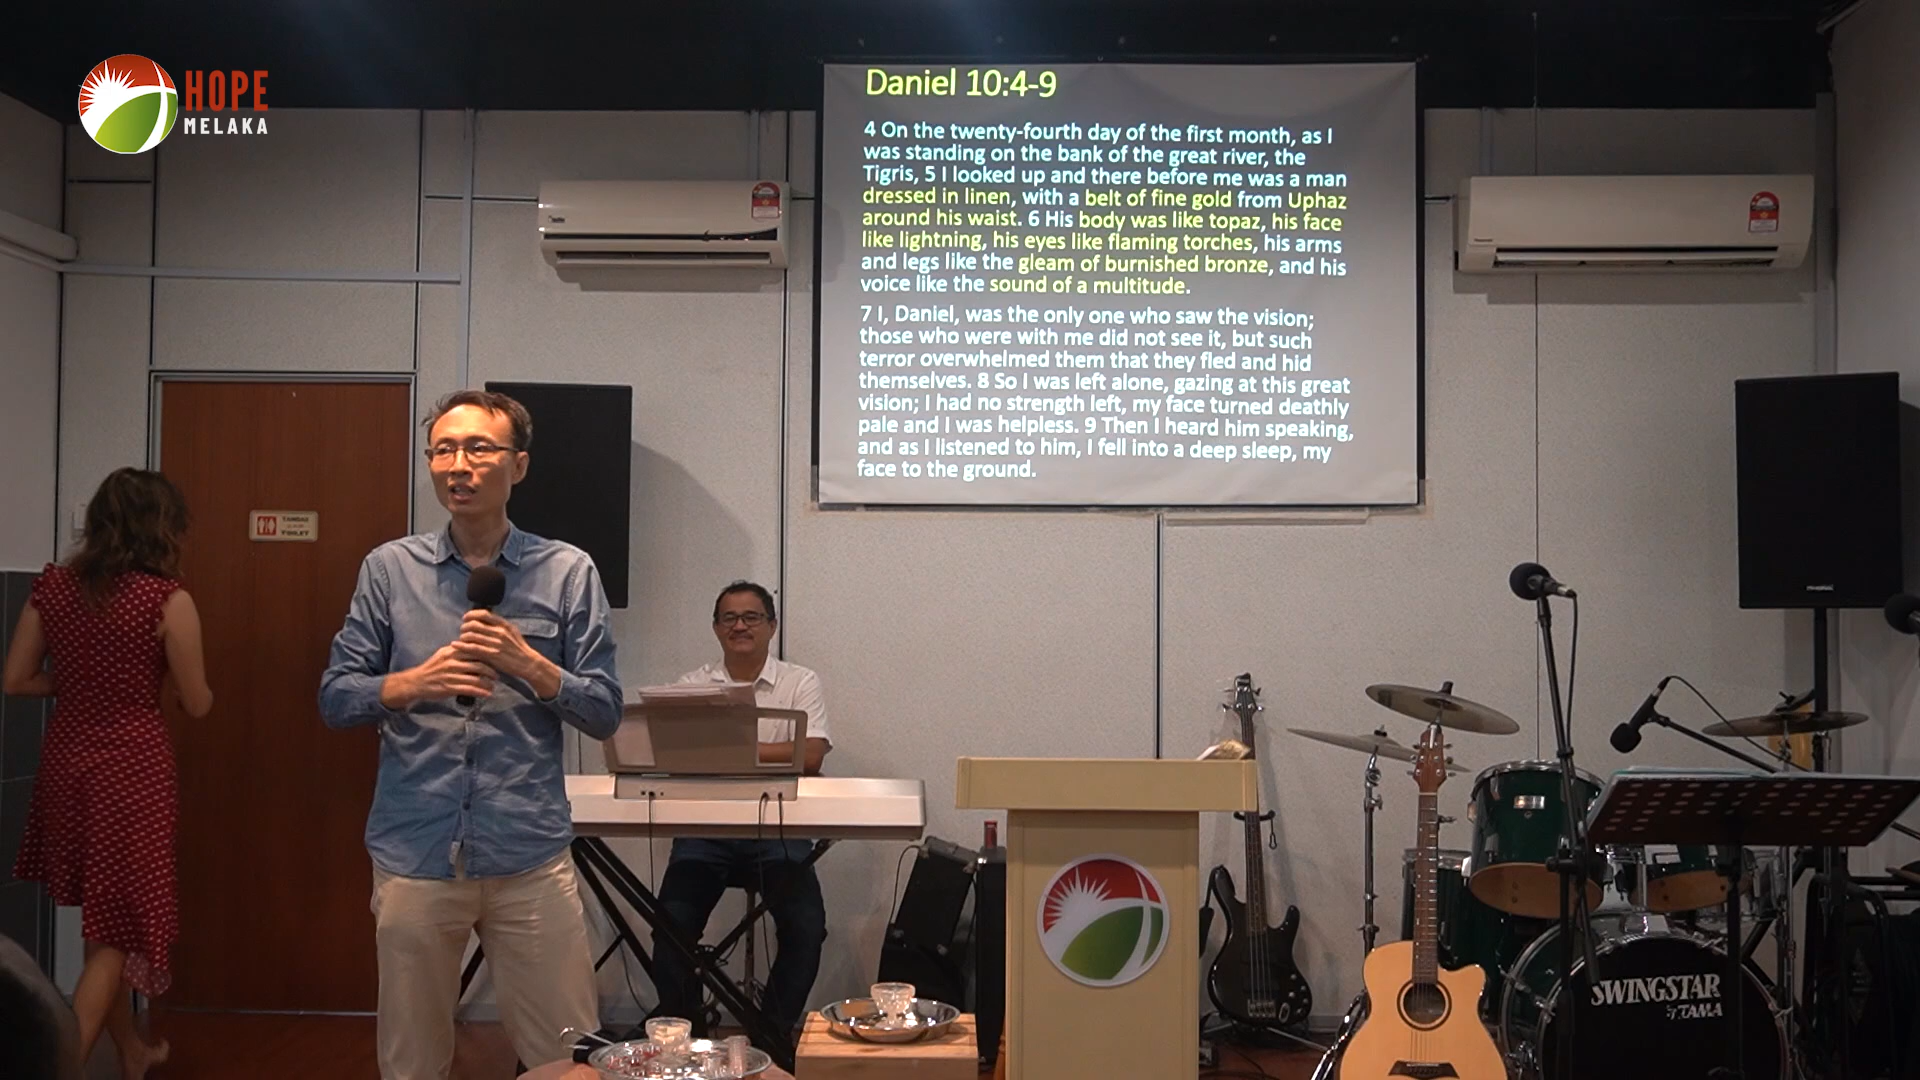 HOPE
MELAKA
Daniel 10:4-9
4 On the twenty-fourth day of the first month, as I
was standing on the bank of the great river, the
Tigris, 5 I looked up and there before me was a man
dressed in linen, with a belt of fine gold from Uphaz
around his waist. 6 His body was like topaz, his face
like lightning, his eyes like flaming torches, his arms
and legs like the gleam of burnished bronze, and his
voice like the sound of a multitude.
7 I, Daniel, was the only one who saw the vision;
those who were with me did not see it, but such
terror overwhelmed them that they fled and hid
themselves. 8 So I was left alone, gazing at this great
vision; I had no strength left, my face turned deathly
pale and I was helpless. 9 Then I heard him speaking,
and as I listened to him, I fell into a deep sleep, my
face to the ground.
TANDAS
TOILET
SWINGSTAR
TAMA